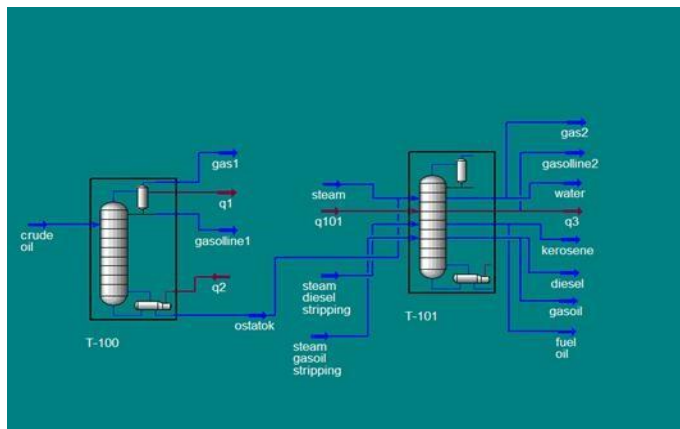 gas1
q1
crude
oil
gasolline1
q2
ostatok
T-100
gas2
gasolline2
steam
water
q101
q3
kerosene
steam
diesel
stripping
diesel
gasoil
T-101
steam
gasoil
stripping
fuel
oil